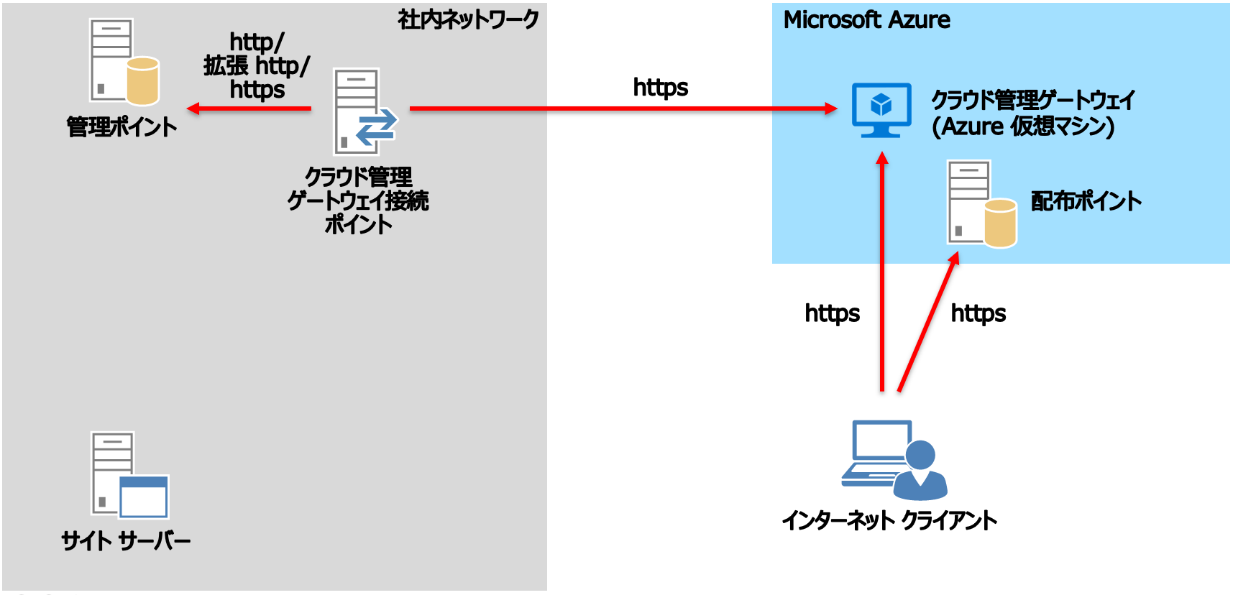 社内ネットワーク
http/
拡張 http/
https
管理ポイント
クラウド管理
ゲートウェイ接続
ポイント
サイト サーバー
https
Microsoft Azure
クラウド管理ゲートウェイ
(Azure 仮想マシン)
配布ポイント
https
https
インターネット クライアント